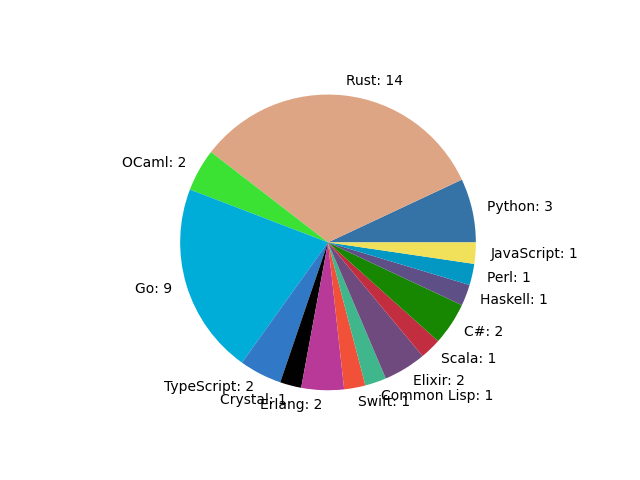 Rust: 14
OCaml: 2
Python: 3
JavaScript: 1
Perl: 1
Go: 9
Haskell: 1
C#: 2
Scala: 1
Elixir: 2
TypeScript: 2
Common Lisp: 1
Crystal: 1
Swift: 1
Erlang: 2